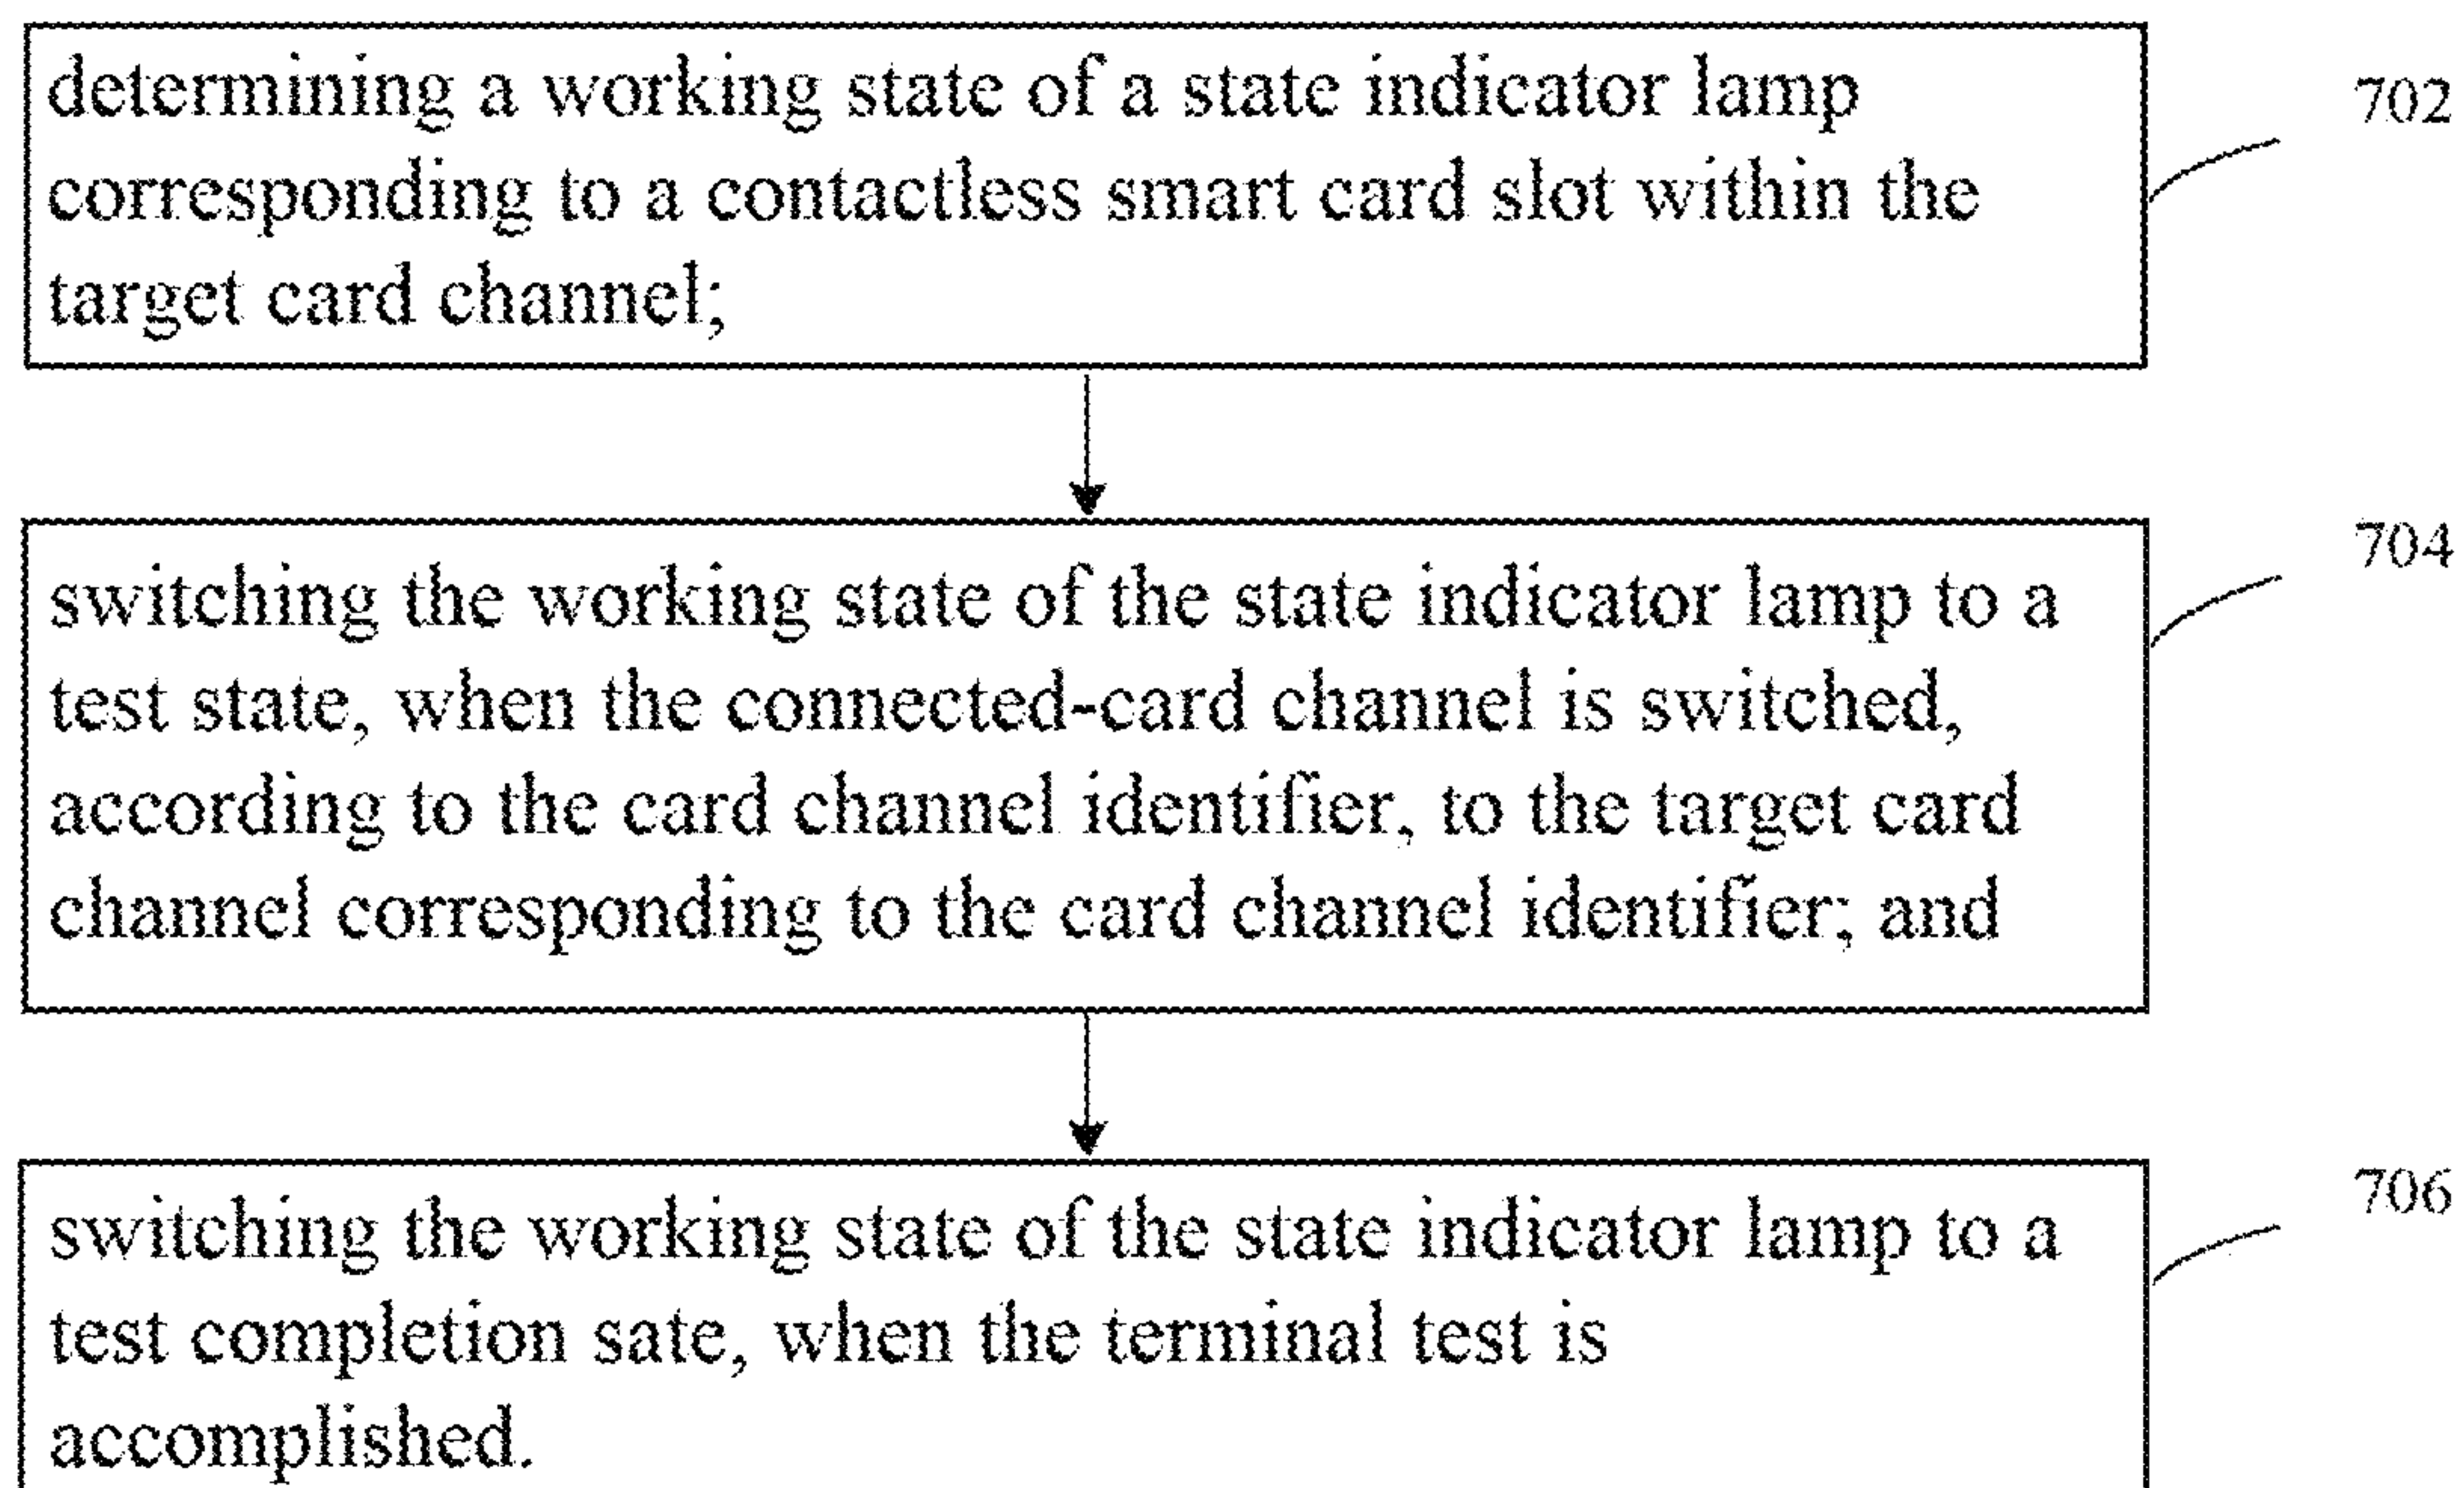 determining a working state of a state indicator lamp
702
corresponding to a contactless smart card slot within the
target card channel;
switching the working state of the state indicator lamp to a
704
test state, when the connected-card channel is switched,
according to the card channel identifier, to the target card
channel corresponding to the card channel identifier; and
switching the working state of the state indicator lamp to a
706
test completion sate, when the terminal test is
accomplished.